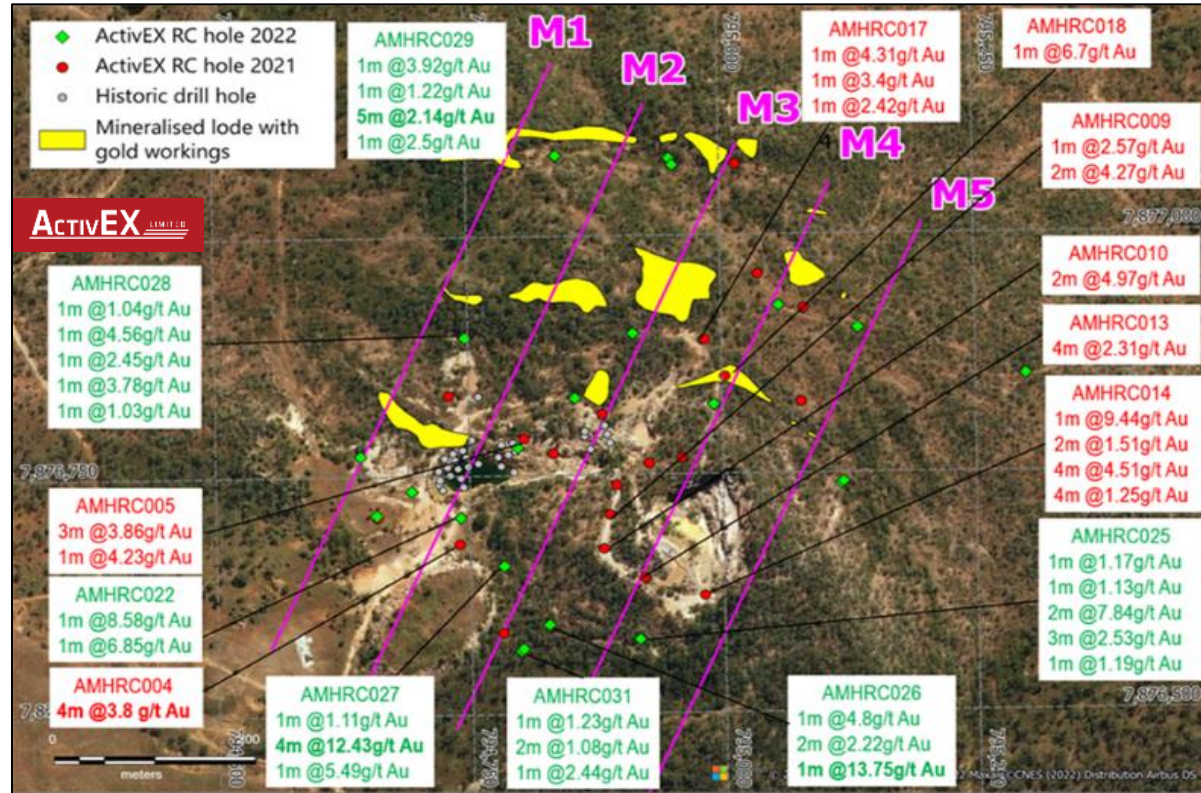 ActivEX RC hole 2022
ActivEX RC hole 2021
Historic drill hole
Mineralised lode with
gold workings
ACTIVEX LIMITED
AMHRC029
1m @3.92g/t Au
1m @1.22g/t Au
5m @2.14g/t Au
1m @2.5g/t Au
M1
M2
M3
M4
M5
AMHRC017
1m @4.31g/t Au
1m @3.4g/t Au
1m @2.42g/t Au
AMHRC018
1m @6.7g/t Au
AMHRC009
1m @2.57g/t Au
2m @4.27g/t Au
7,877,000
AMHRC010
2m @4.97g/t Au
AMHRC013
4m @2.31g/t Au
AMHRC014
1m @9.44g/t Au
2m @1.51g/t Au
4m @4.51g/t Au
4m @1.25g/t Au
AMHRC028
1m @1.04g/t Au
1m @4.56g/t Au
1m @2.45g/t Au
1m @3.78g/t Au
1m @1.03g/t Au
7,876,750
AMHRC005
3m @3.86g/t Au
1m @4.23g/t Au
AMHRC022
1m @8.58g/t Au
1m @6.85g/t Au
AMHRC004
4m @3.8 g/t Au
AMHRC025
1m @1.17g/t Au
1m @1.13g/t Au
2m @7.84g/t Au
3m @2.53g/t Au
1m @1.19g/t Au
7,876,500
AMHRC027
1m @1.11g/t Au
4m @12.43g/t Au
1m @5.49g/t Au
AMHRC031
1m @1.23g/t Au
2m @1.08g/t Au
1m @2.44g/t Au
AMHRC026
1m @4.8g/t Au
2m @2.22g/t Au
1m @13.75g/t Au
0
meters
CNES (2022) Distribution Airbus DS